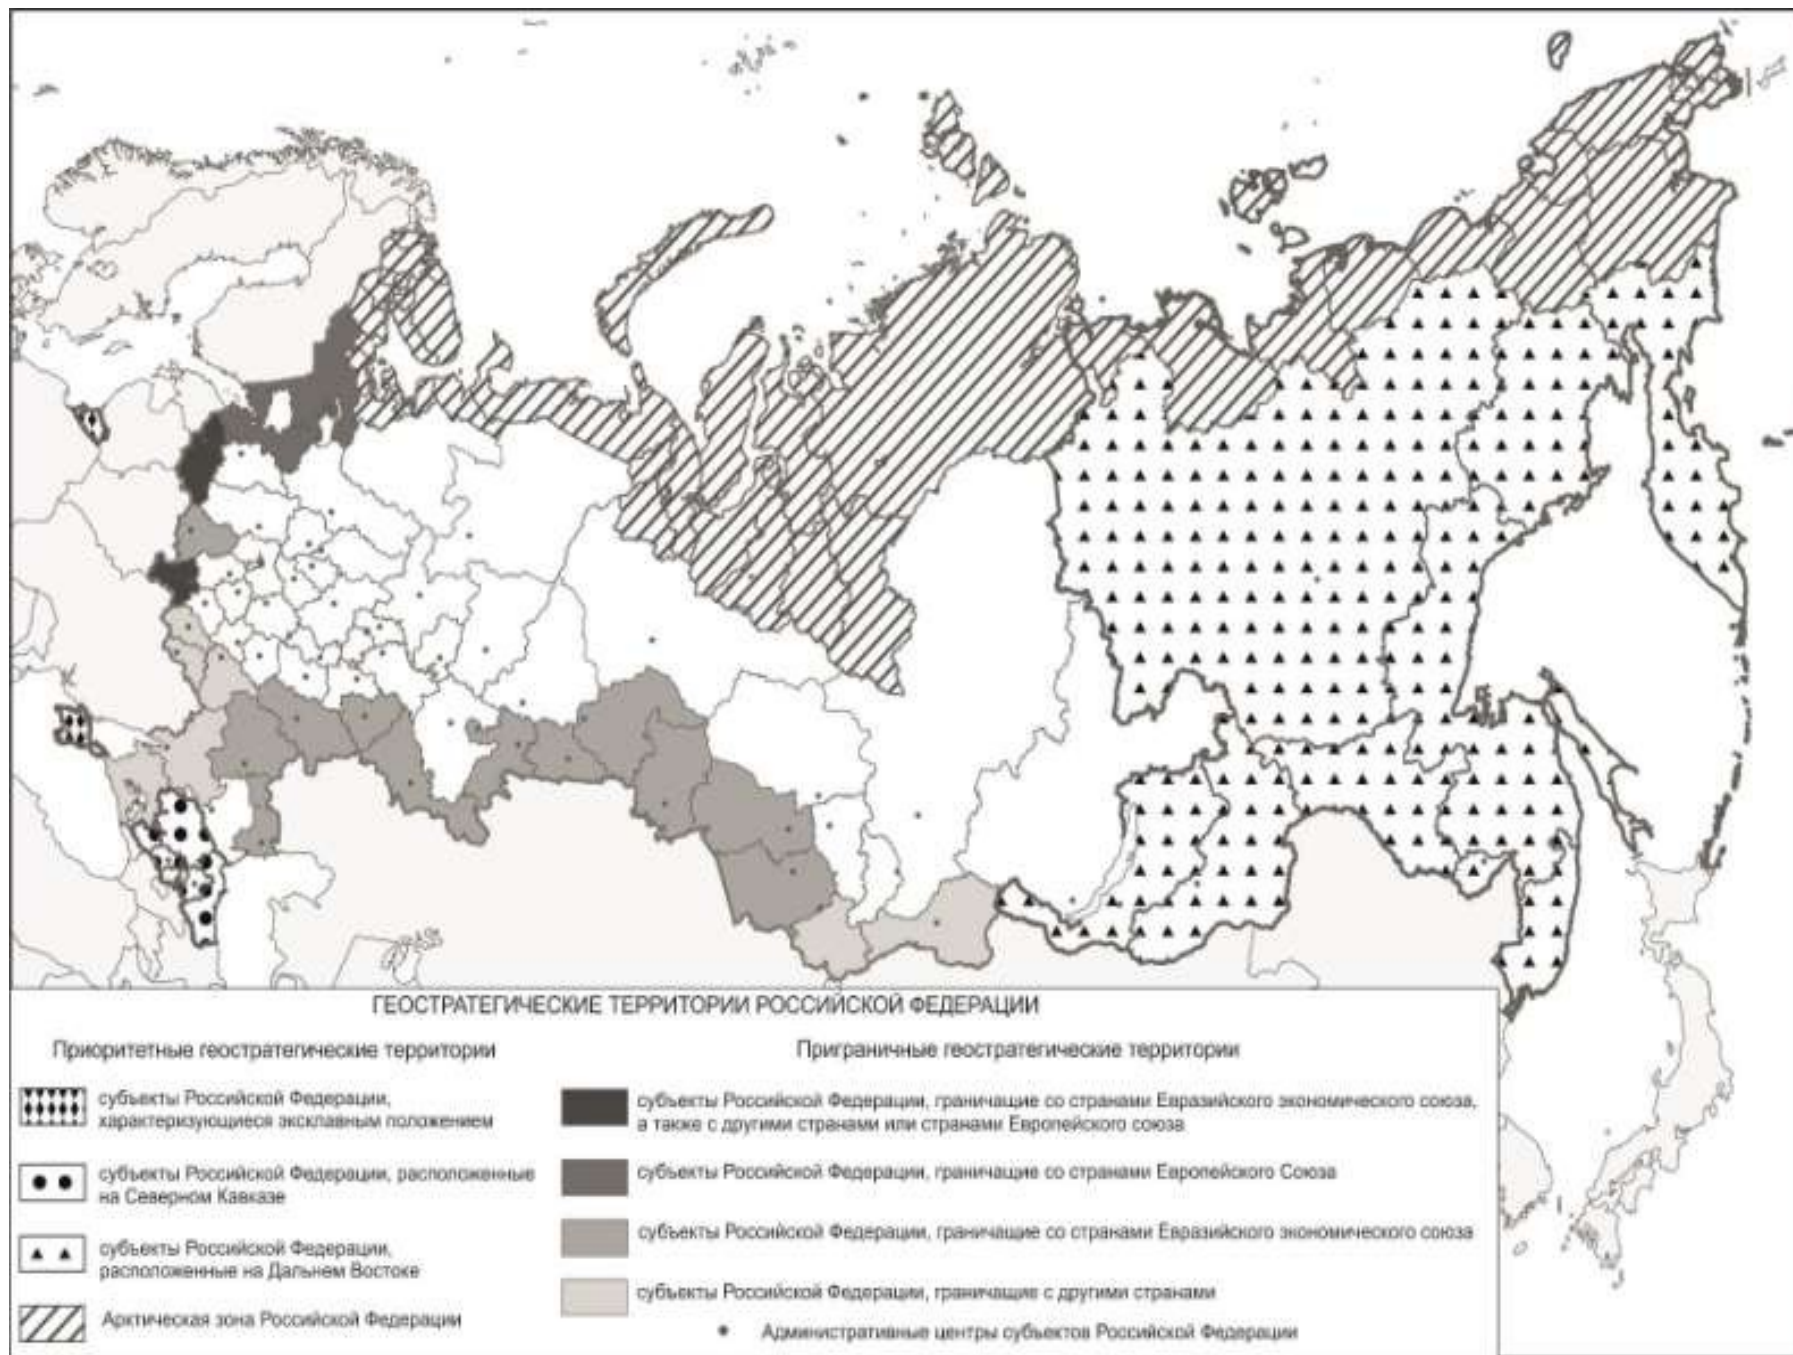 ГЕОСТРАТЕГИЧЕСКИЕ ТЕРРИТОРИИ РОССИЙСКОЙ ФЕДЕРАЦИИ
Приоритетные геостратегические территории
субъекты Российской Федерации,
характеризующиеся эксклавным положением
субъекты Российской Федерации, расположенные
на Северном Кавказе
субъекты Российской Федерации,
расположенные на Дальнем Востоке
Арктическая зона Российской Федерации
Приграничные геостратегические территории
субъекты Российской Федерации, граничащие со странами Евразийского экономического союза,
а также с другими странами или странами Европейского союза
субъекты Российской Федерации, граничащие со странами Европейского Союза
субъекты Российской Федерации, граничащие со странами Евразийского экономического союза
субъекты Российской Федерации, граничащие с другими странами
Административные центры субъектов Российской Федерации